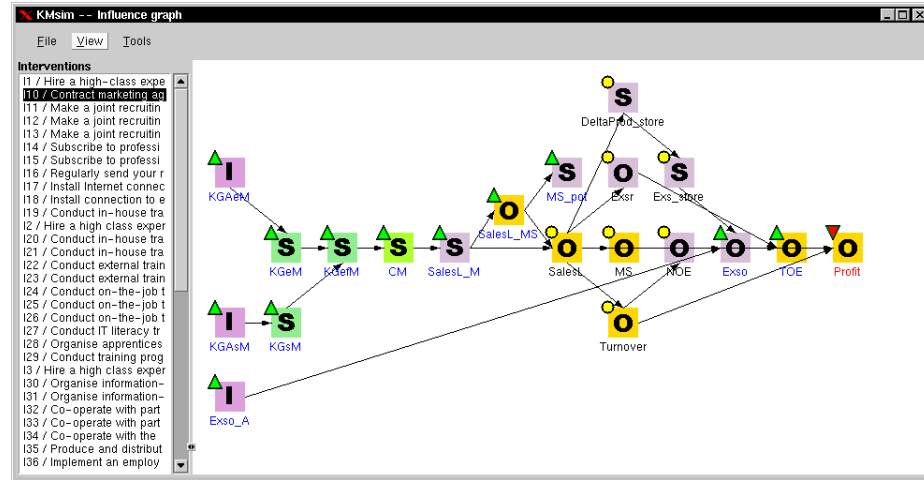 KMsim -- Influence graph
File View Tools
Interventions
I1 / Hire a high-class expe
I10 / Contract marketing ag
I11 / Make a joint recruitin
I12 / Make a joint recruitin
I13 / Make a joint recruitin
I14 / Subscribe to professi
I15 / Subscribe to professi
I16 / Regularly send your r
I17 / Install Internet connec
I18 / Install connection to e
I19 / Conduct in-house tra
I2 / Hire a high class exper
I20 / Conduct in-house tra
I21 / Conduct in-house tra
I22 / Conduct external train
I23 / Conduct external train
I24 / Conduct on-the-job t
I25 / Conduct on-the-job t
I26 / Conduct on-the-job t
I27 / Conduct IT literacy tr
I28 / Organise apprentices
I29 / Conduct training prog
I3 / Hire a high class exper
I30 / Organise information-
I31 / Organise information-
I32 / Co-operate with part
I33 / Co-operate with part
I34 / Co-operate with the
I35 / Produce and distribut
I36 / Implement an employ
S
DeltaProd_store
I S O S
KGAeM MS_pot Exsr Exs_store
O
SalesL_MS
S S S S O O O O O O
KGeM KGefM CM SalesL_M SalesL MS NOE Exso TOE Profit
I S O
KGAsM KGsM Turnover
I
Exso_A